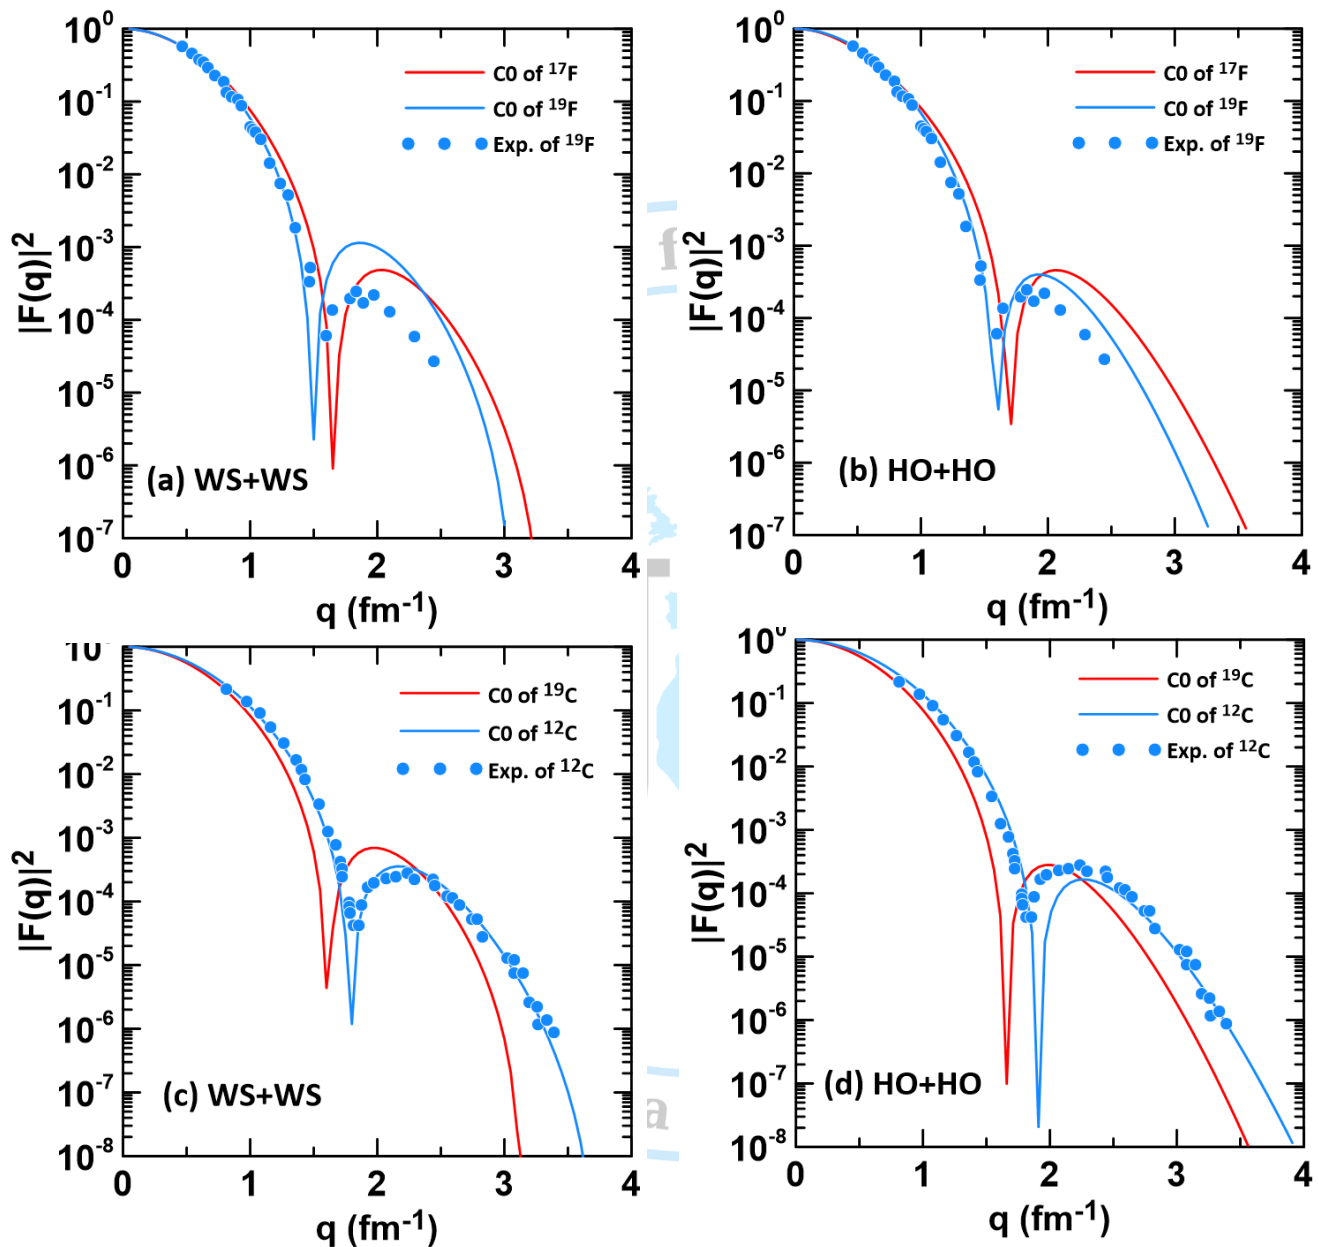 10^0
10^-1
10^-2
10^-3
10^-4
10^-5
10^-6
10^-7
|F(q)|^2
C0 of ^17F
C0 of ^19F
Exp. of ^19F
(a) WS+WS
0 1 2 3 4
q (fm^-1)
10^0
10^-1
10^-2
10^-3
10^-4
10^-5
10^-6
10^-7
|F(q)|^2
C0 of ^17F
C0 of ^19F
Exp. of ^19F
(b) HO+HO
0 1 2 3 4
q (fm^-1)
f
10
10^-1
10^-2
10^-3
10^-4
10^-5
10^-6
10^-7
10^-8
|F(q)|^2
C0 of ^19C
C0 of ^12C
Exp. of ^12C
(c) WS+WS
0 1 2 3 4
q (fm^-1)
a
10^0
10^-1
10^-2
10^-3
10^-4
10^-5
10^-6
10^-7
10^-8
|F(q)|^2
C0 of ^19C
C0 of ^12C
Exp. of ^12C
(d) HO+HO
0 1 2 3 4
q (fm^-1)